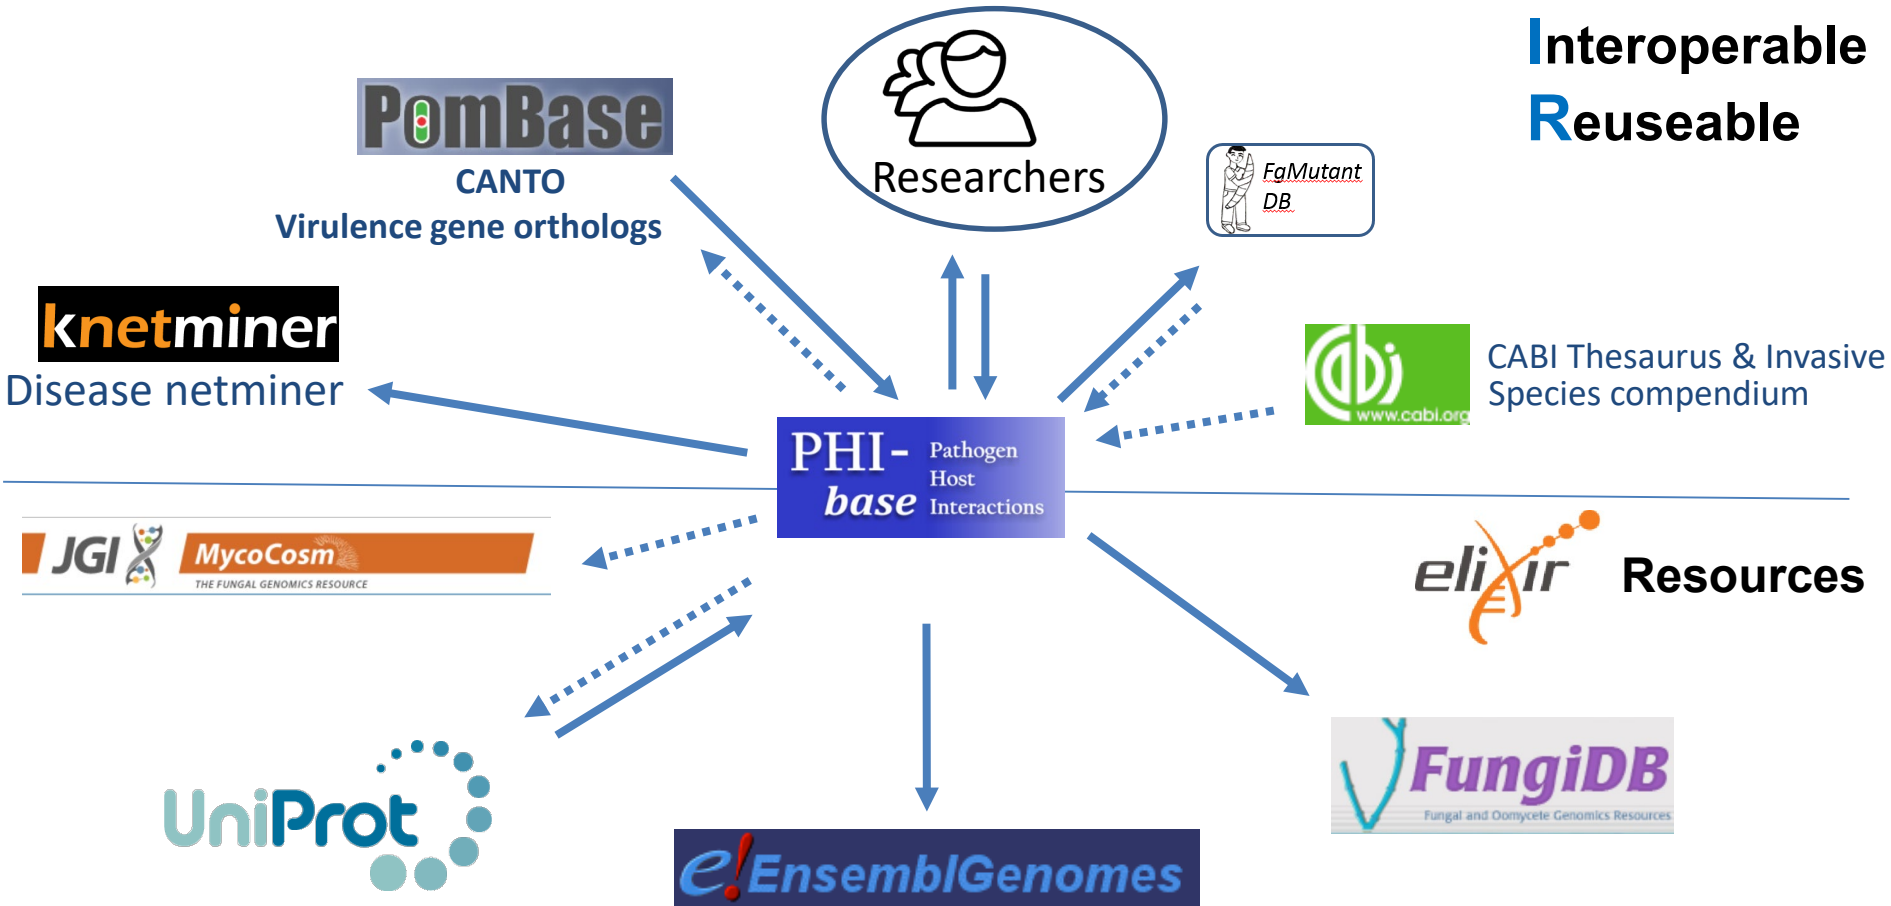 Interoperable
Reuseable
PomBase
CANTO
Virulence gene orthologs
Researchers
FgMutant
DB
knetminer
Disease netminer
Cabi
www.cabi.org
CABI Thesaurus & Invasive
Species compendium
PHI-
base
Pathogen
Host
Interactions
JGI
MycoCosm
THE FUNGAL GENOMICS RESOURCE
elixir
Resources
UniProt
FungiDB
Fungal and Oomycete Genomics Resources
e!EnsemblGenomes